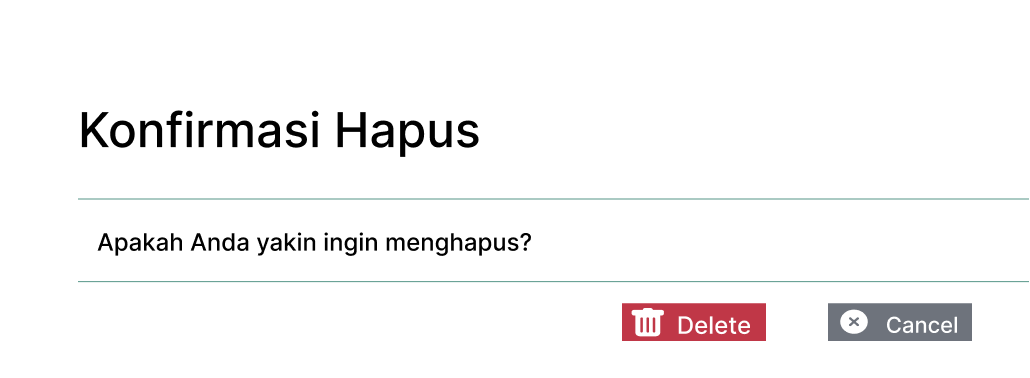 Konfirmasi Hapus
Apakah Anda yakin ingin menghapus?
Delete
Cancel